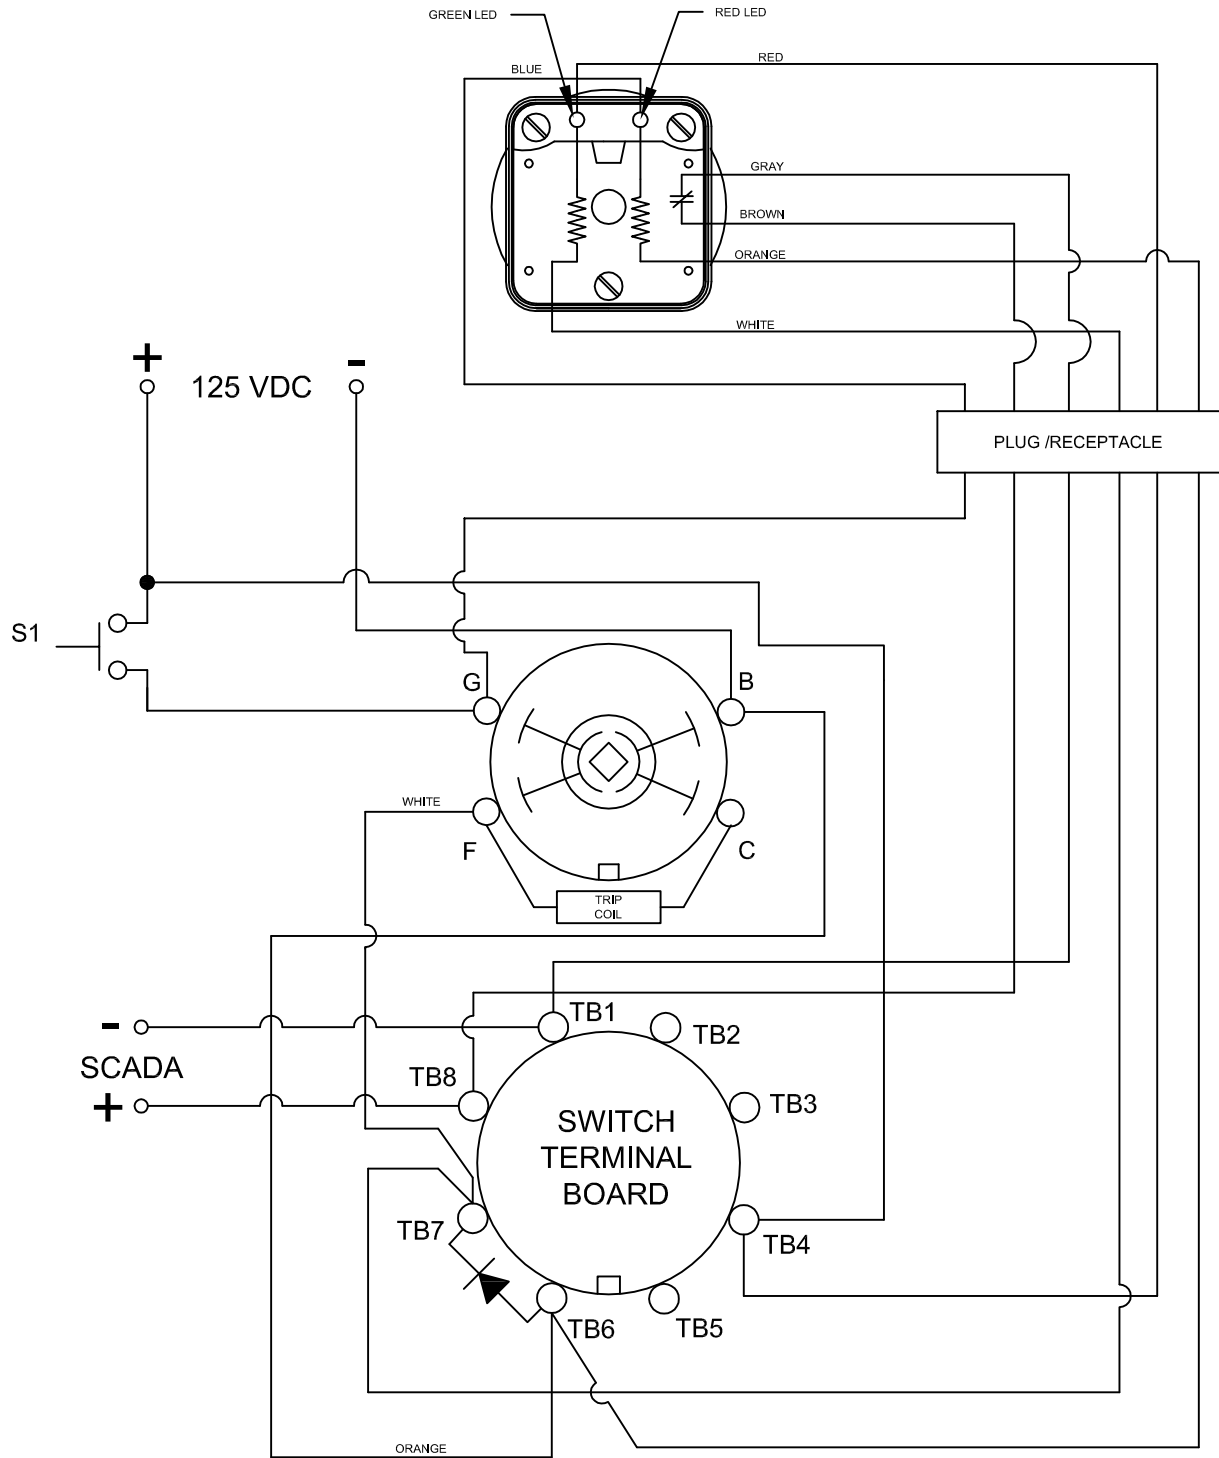 GREEN LED
RED LED
RED
BLUE
GRAY
BROWN
ORANGE
WHITE
+
-
125 VDC
PLUG /RECEPTACLE
S1
G
B
WHITE
F
C
TRIP
COIL
TB1
-
TB2
SCADA
TB8
+
TB3
SWITCH
TERMINAL
BOARD
TB7
TB4
TB6
TB5
ORANGE